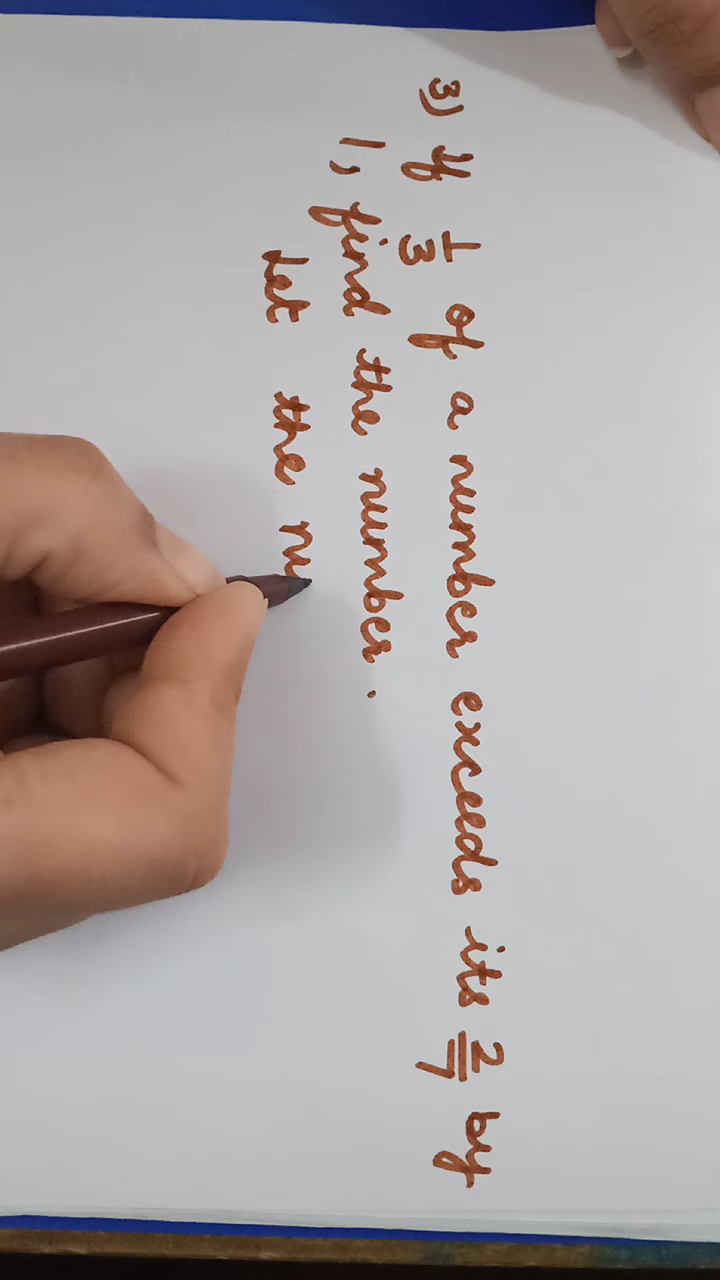 3) If 1/3 of a number exceeds its 2/7 by
1, find the number.
Let the